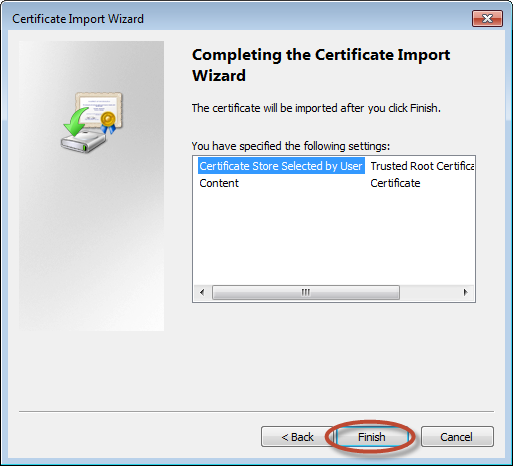 Certificate Import Wizard
Completing the Certificate Import
Wizard
The certificate will be imported after you click Finish.
You have specified the following settings:
Certificate Store Selected by User Trusted Root Certifica
Content Certificate
< Back Finish Cancel